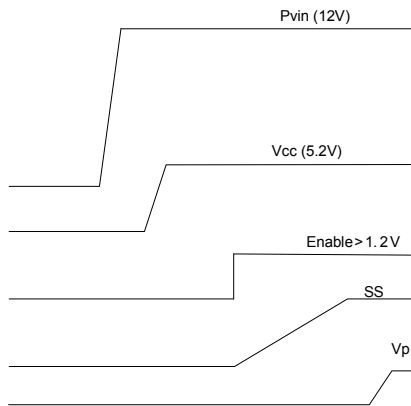 Pvin (12V)
Vcc (5.2V)
Enable>1.2V
SS
Vp